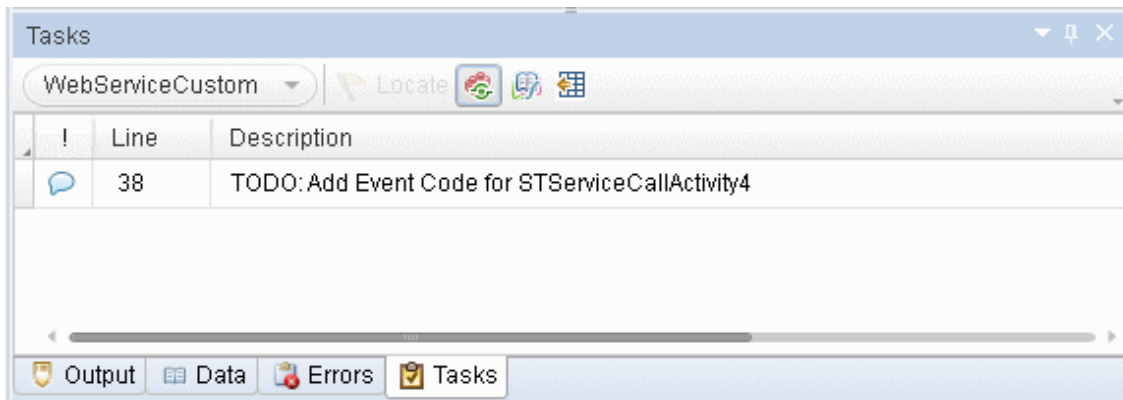 Tasks
WebServiceCustom Locate
! Line Description
38 TODO: Add Event Code for STServiceCallActivity4
Output Data Errors Tasks